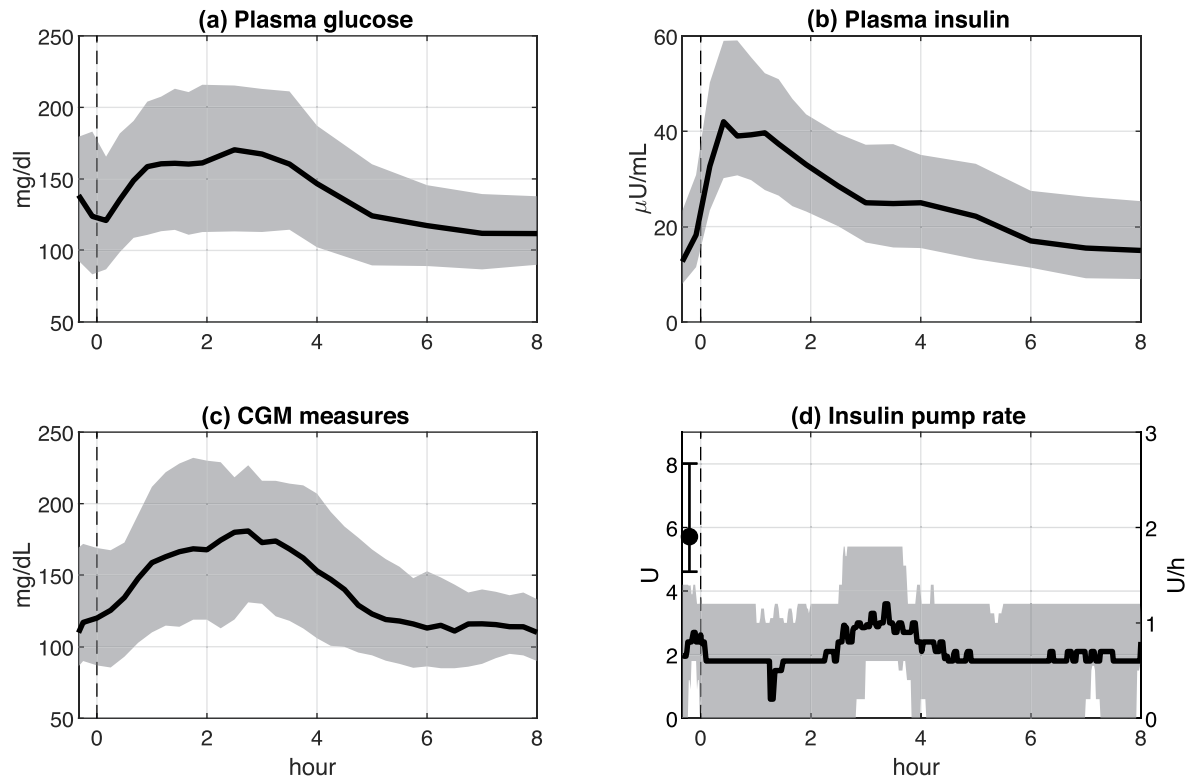 (a) Plasma glucose
250
200
150
100
50
mg/dl
0 2 4 6 8
(b) Plasma insulin
60
40
20
0
μU/mL
0 2 4 6 8
(c) CGM measures
250
200
150
100
50
mg/dL
0 2 4 6 8
hour
(d) Insulin pump rate
8
6
4
2
0
U
3
2
1
0
U/h
0 2 4 6 8
hour